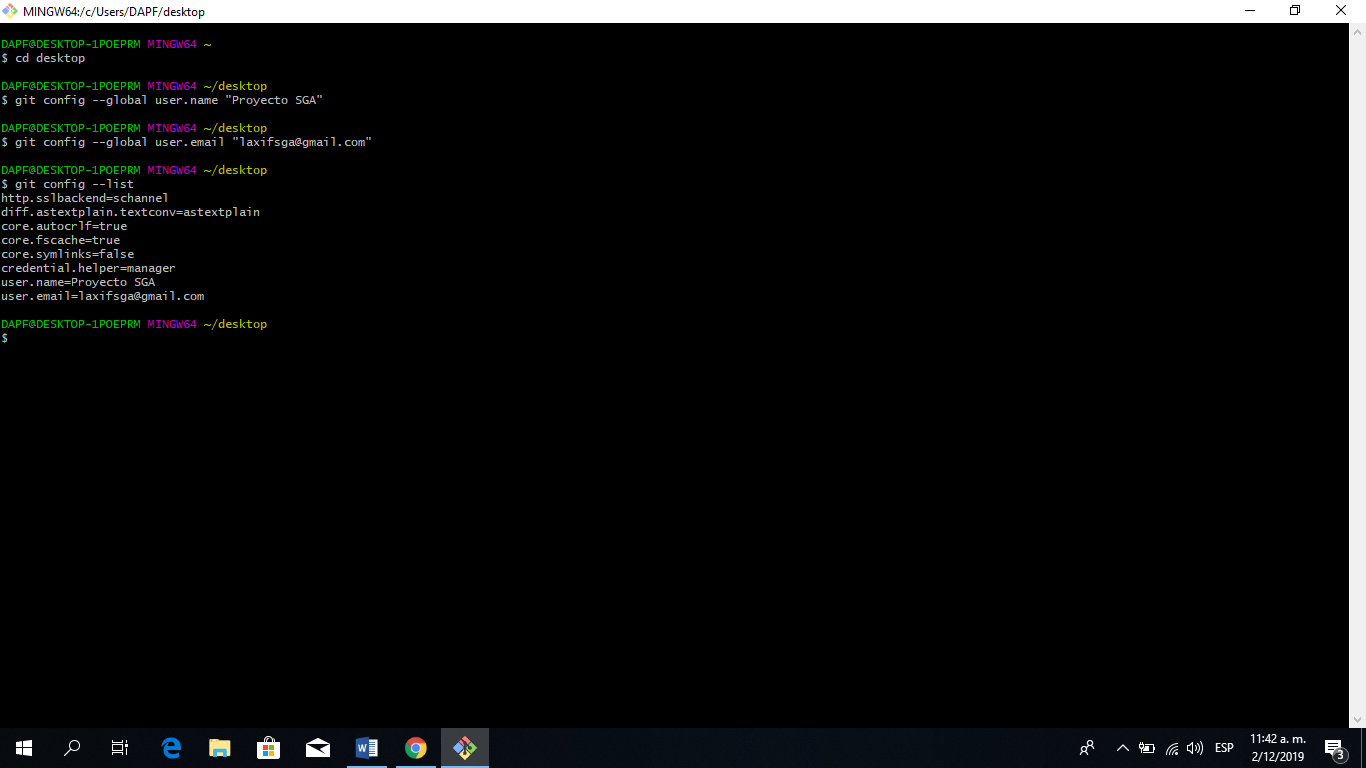 MINGW64:/c/Users/DAPF/desktop
DAPF@DESKTOP-1POEPRM MINGW64 ~
$ cd desktop
DAPF@DESKTOP-1POEPRM MINGW64 ~/desktop
$ git config --global user.name "Proyecto SGA"
DAPF@DESKTOP-1POEPRM MINGW64 ~/desktop
$ git config --global user.email "laxifsga@gmail.com"
DAPF@DESKTOP-1POEPRM MINGW64 ~/desktop
$ git config --list
http.sslbackend=schannel
diff.astextplain.textconv=astextplain
core.autocrlf=true
core.fscache=true
core.symlinks=false
credential.helper=manager
user.name=Proyecto SGA
user.email=laxifsga@gmail.com
DAPF@DESKTOP-1POEPRM MINGW64 ~/desktop
$
W
ESP
11:42 a. m.
2/12/2019
3